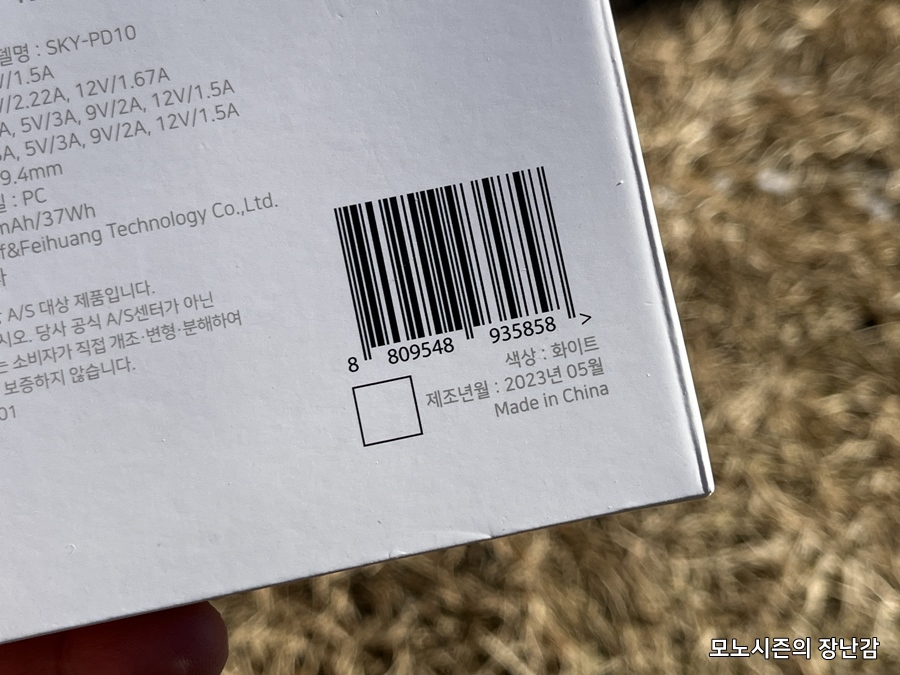 델명 : SKY-PD10
/1.5A
/2.22A, 12V/1.67A
A, 5V/3A, 9V/2A, 12V/1.5A
A, 5V/3A, 9V/2A, 12V/1.5A
9.4mm
질 : PC
mAh/37Wh
f&Feihuang Technology Co.,Ltd.
A/S 대상 제품입니다.
시오. 당사 공식 A/S센터가 아닌
는 소비자가 직접 개조·변형·분해하여
보증하지 않습니다.
01
8 809548 935858 >
색상 : 화이트
제조년월 : 2023년 05월
Made in China
모노시즌의 장난감